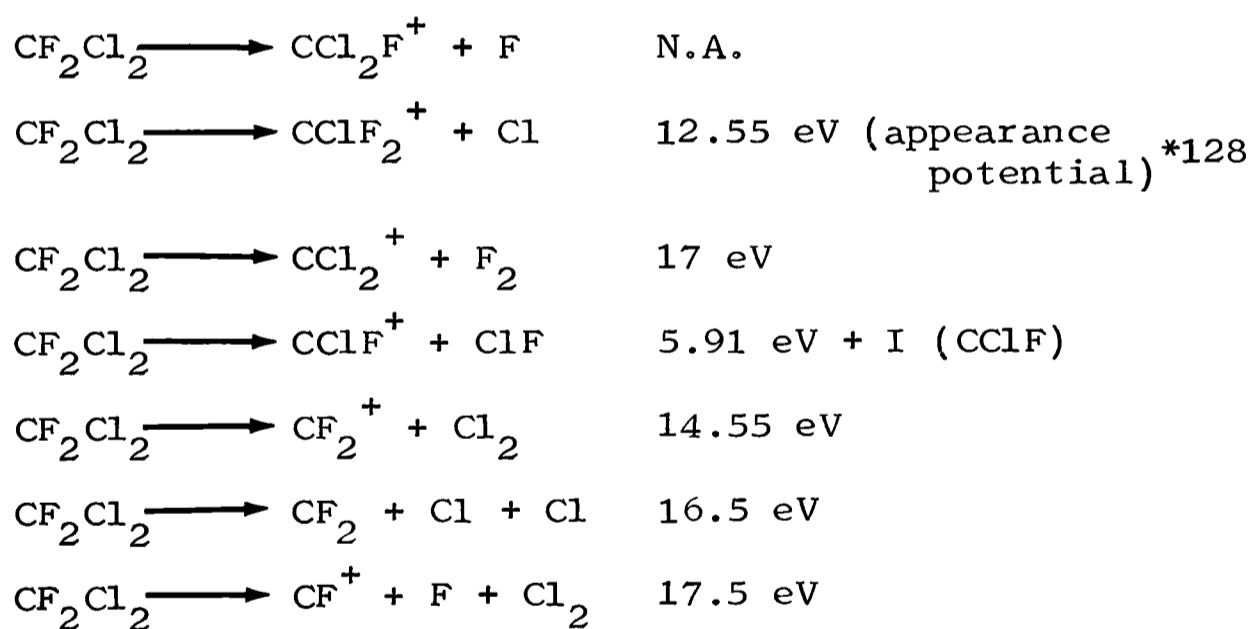 CF₂Cl₂ ⟶ CCl₂F⁺ + F N.A.
CF₂Cl₂ ⟶ CClF₂⁺ + Cl 12.55 eV (appearance potential)*128
CF₂Cl₂ ⟶ CCl₂⁺ + F₂ 17 eV
CF₂Cl₂ ⟶ CClF⁺ + ClF 5.91 eV + I (CClF)
CF₂Cl₂ ⟶ CF₂⁺ + Cl₂ 14.55 eV
CF₂Cl₂ ⟶ CF₂ + Cl + Cl 16.5 eV
CF₂Cl₂ ⟶ CF⁺ + F + Cl₂ 17.5 eV